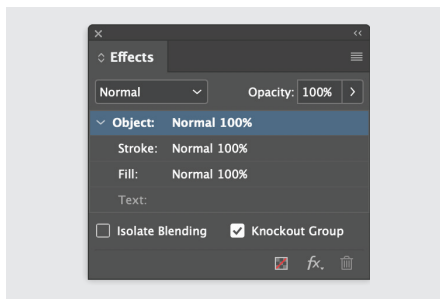 Effects
Normal Opacity: 100%
Object: Normal 100%
Stroke: Normal 100%
Fill: Normal 100%
Text:
Isolate Blending Knockout Group
fx.